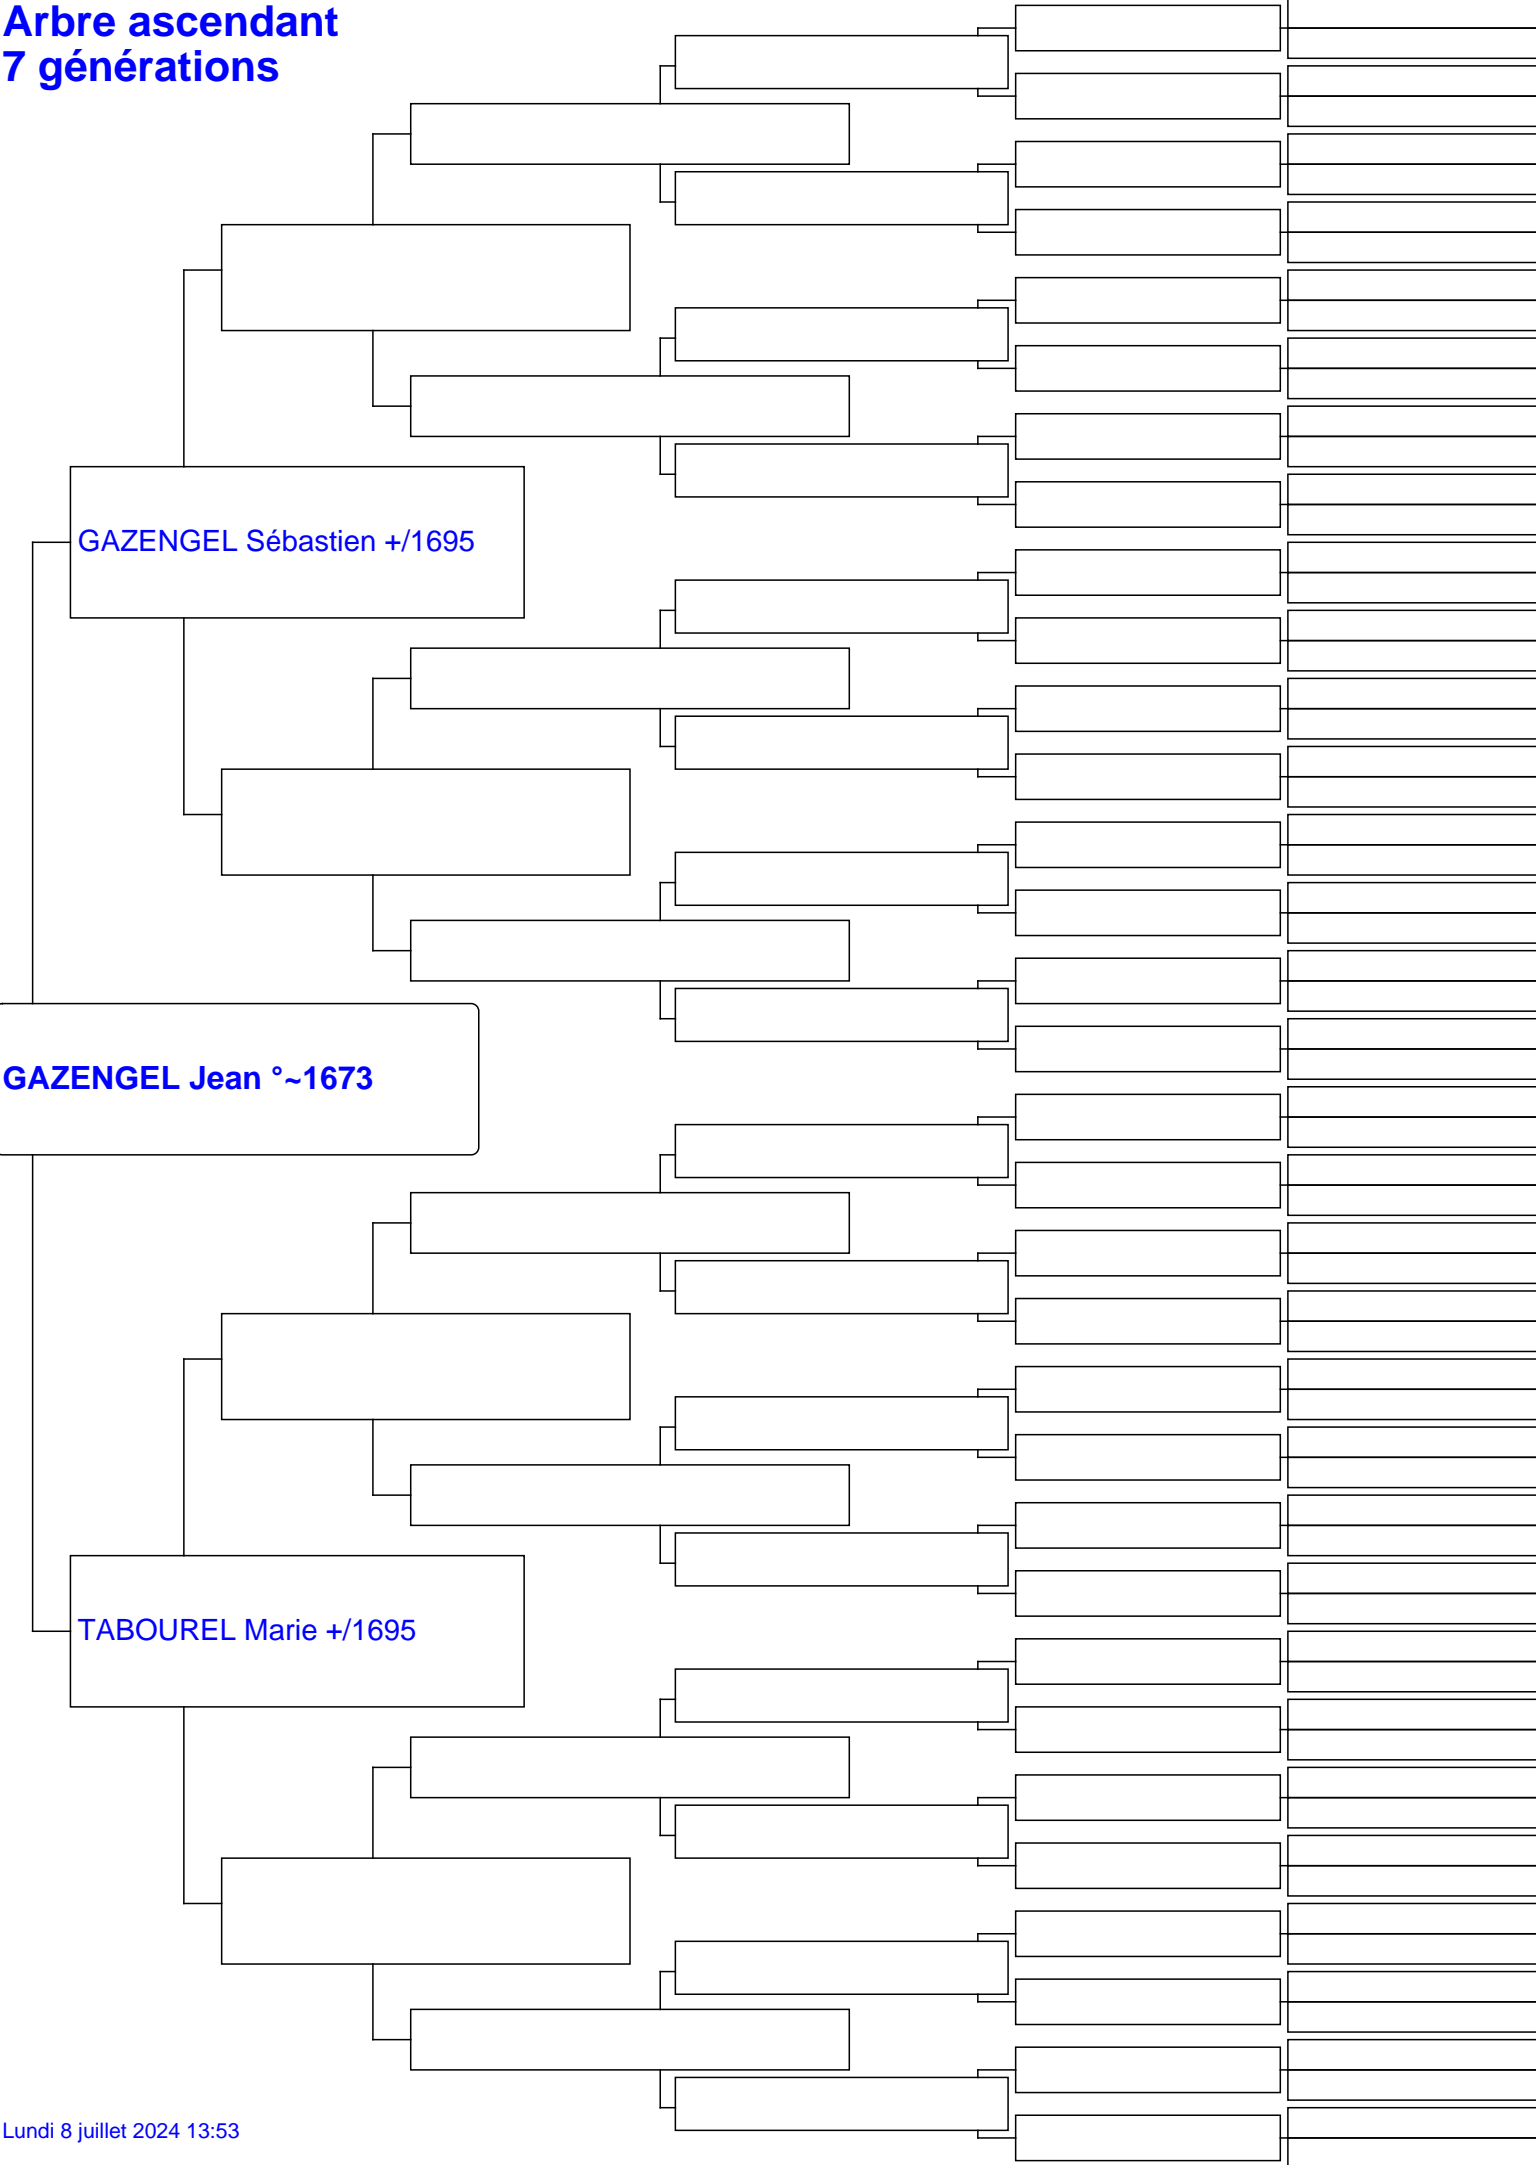 Arbre ascendant
7 générations
GAZENGEL Sébastien +/1695
GAZENGEL Jean °~1673
TABOUREL Marie +/1695
Lundi 8 juillet 2024 13:53